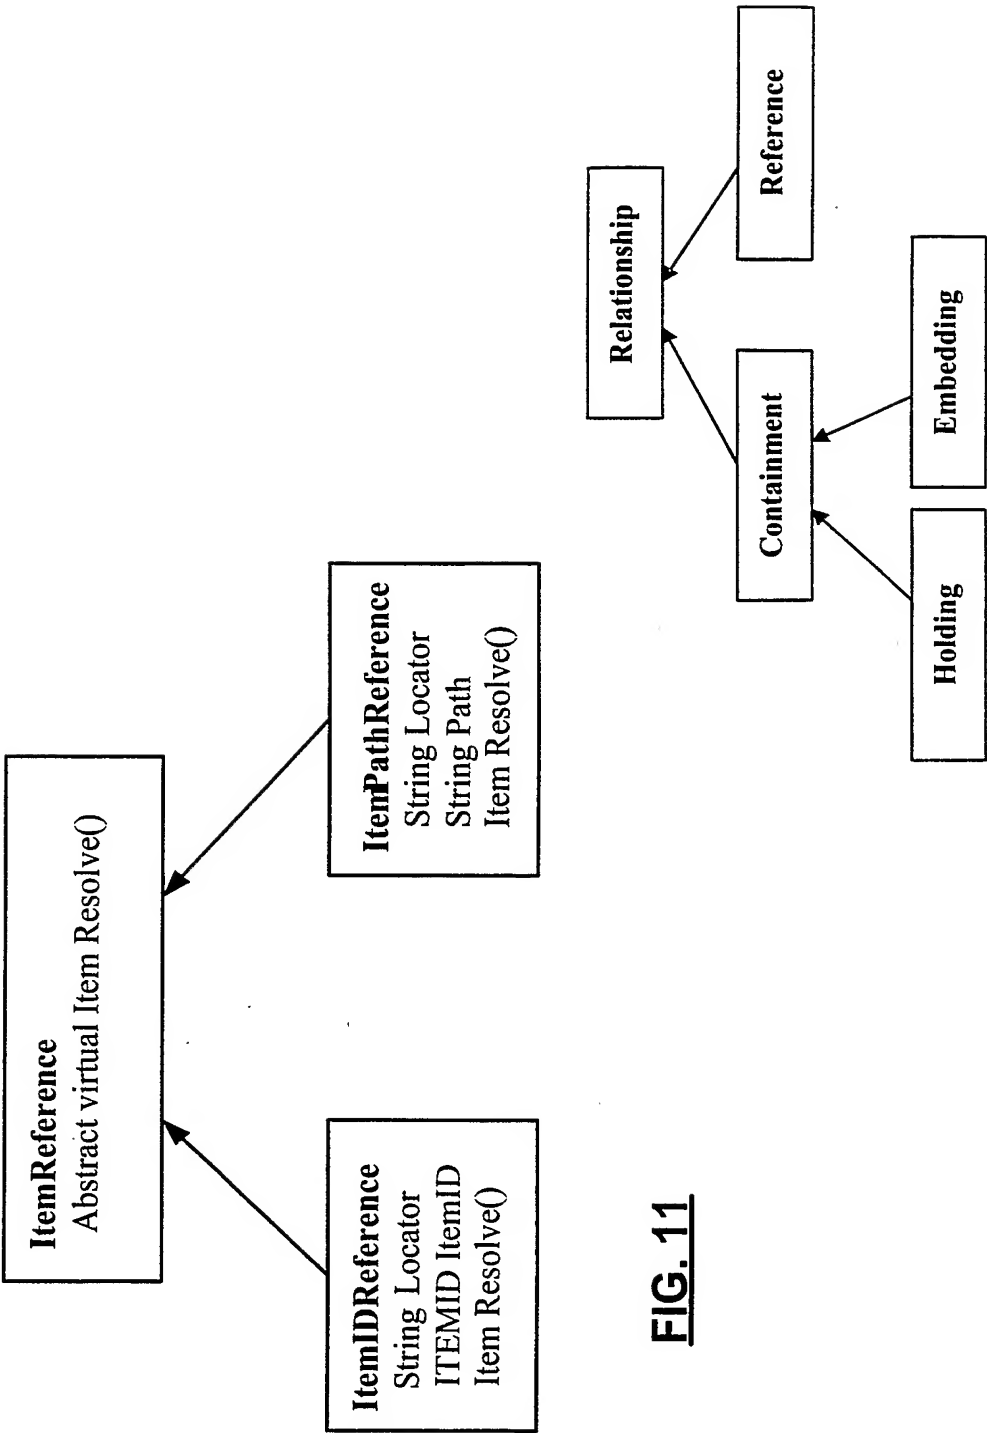 ItemReference
Abstract virtual Item Resolve()
ItemIDReference
String Locator
ITEMID ItemID
Item Resolve()
ItemPathReference
String Locator
String Path
Item Resolve()
Relationship
Containment
Reference
Holding
Embedding
FIG. 11